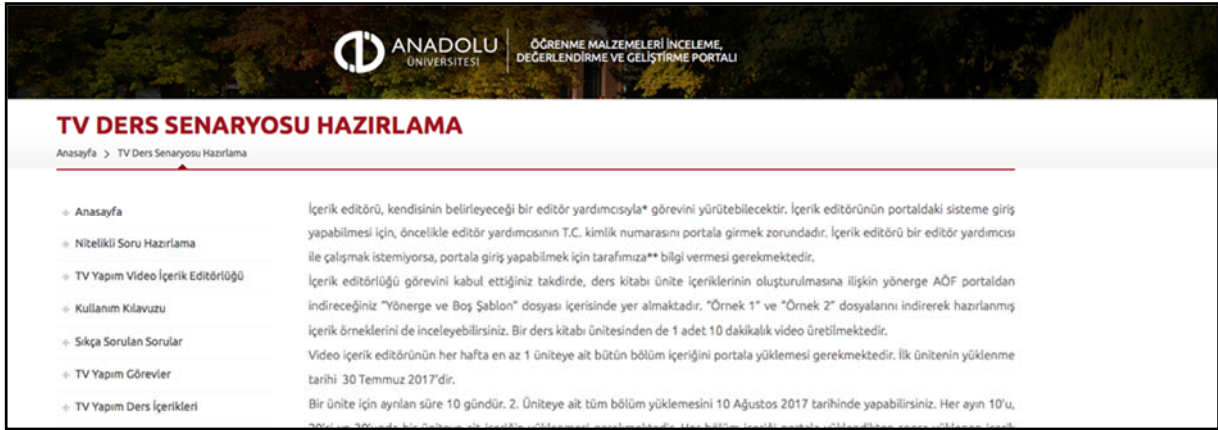 ANADOLU
ÜNİVERSİTESİ
ÖĞRENME MALZEMELERİ İNCELEME,
DEĞERLENDİRME VE GELİŞTİRME PORTALI
TV DERS SENARYOSU HAZIRLAMA
Anasayfa > TV Ders Senaryosu Hazırlama
Anasayfa
Nitelikli Soru Hazırlama
TV Yapım Video İçerik Editörlüğü
Kullanım Kılavuzu
Sıkça Sorulan Sorular
TV Yapım Görevler
TV Yapım Ders İçerikleri
İçerik editörü, kendisinin belirleyeceği bir editör yardımcısıyla* görevini yürütebilecektir. İçerik editörünün portaldaki sisteme giriş
yapabilmesi için, öncelikle editör yardımcısının T.C. kimlik numarasını portala girmek zorundadır. İçerik editörü bir editör yardımcısı
ile çalışmak istemiyorsa, portala giriş yapabilmek için tarafımıza** bilgi vermesi gerekmektedir.
İçerik editörlüğü görevini kabul ettiğiniz takdirde, ders kitabı ünite içeriklerinin oluşturulmasına ilişkin yönerge AÖF portaldan
indireceğiniz "Yönerge ve Boş Şablon" dosyası içerisinde yer almaktadır. "Örnek 1" ve "Örnek 2" dosyalarını indirerek hazırlanmış
içerik örneklerini de inceleyebilirsiniz. Bir ders kitabı ünitesinden de 1 adet 10 dakikalık video üretilmektedir.
Video içerik editörünün her hafta en az 1 üniteye ait bütün bölüm içeriğini portala yüklemesi gerekmektedir. İlk ünitenin yüklenme
tarihi 30 Temmuz 2017'dir.
Bir ünite için ayrılan süre 10 gündür. 2. Üniteye ait tüm bölüm yüklemesini 10 Ağustos 2017 tarihinde yapabilirsiniz. Her ayın 10'u,